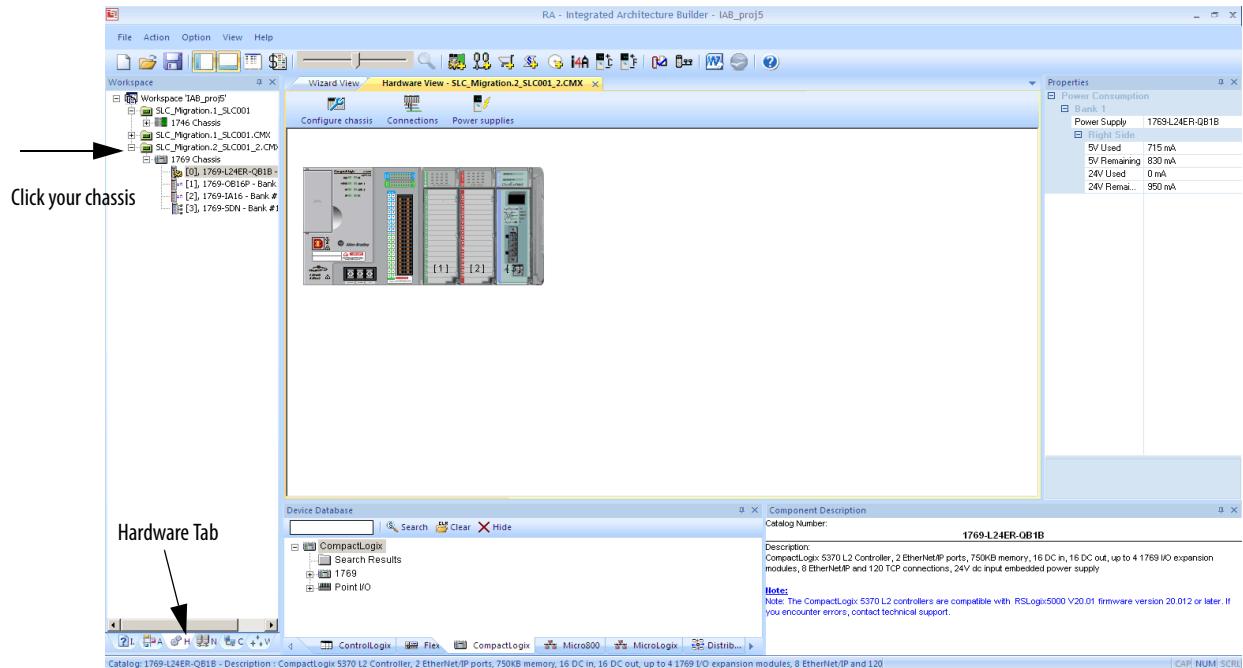 RA - Integrated Architecture Builder - IAB_proj5
File Action Option View Help
Workspace
Workspace 'IAB_proj5'
SLC_Migration.1_SLC001
1746 Chassis
SLC_Migration.1_SLC001.CMX
SLC_Migration.2_SLC001_2.CMX
1769 Chassis
[0], 1769-L24ER-QB1B -
[1], 1769-OB16P - Bank
[2], 1769-IA16 - Bank #
[3], 1769-SDN - Bank #1
Click your chassis
Hardware Tab
I. A H N C V
Wizard View Hardware View - SLC_Migration.2_SLC001_2.CMX
Configure chassis Connections Power supplies
[1] [2] [3]
Properties
Power Consumption
Bank 1
Power Supply 1769-L24ER-QB1B
Right Side
5V Used 715 mA
5V Remaining 830 mA
24V Used 0 mA
24V Remai... 950 mA
Device Database
Search Clear Hide
CompactLogix
Search Results
1769
Point I/O
ControlLogix Flex CompactLogix Micro800 MicroLogix Distrib...
Component Description
Catalog Number:
1769-L24ER-QB1B
Description:
CompactLogix 5370 L2 Controller, 2 EtherNet/IP ports, 750KB memory, 16 DC in, 16 DC out, up to 4 1769 I/O expansion
modules, 8 EtherNet/IP and 120 TCP connections, 24V dc input embedded power supply
Note:
Note: The CompactLogix 5370 L2 controllers are compatible with RSLogix5000 V20.01 firmware version 20.012 or later. If
you encounter errors, contact technical support.
Catalog: 1769-L24ER-QB1B - Description : CompactLogix 5370 L2 Controller, 2 EtherNet/IP ports, 750KB memory, 16 DC in, 16 DC out, up to 4 1769 I/O expansion modules, 8 EtherNet/IP and 120
CAP NUM SCRL